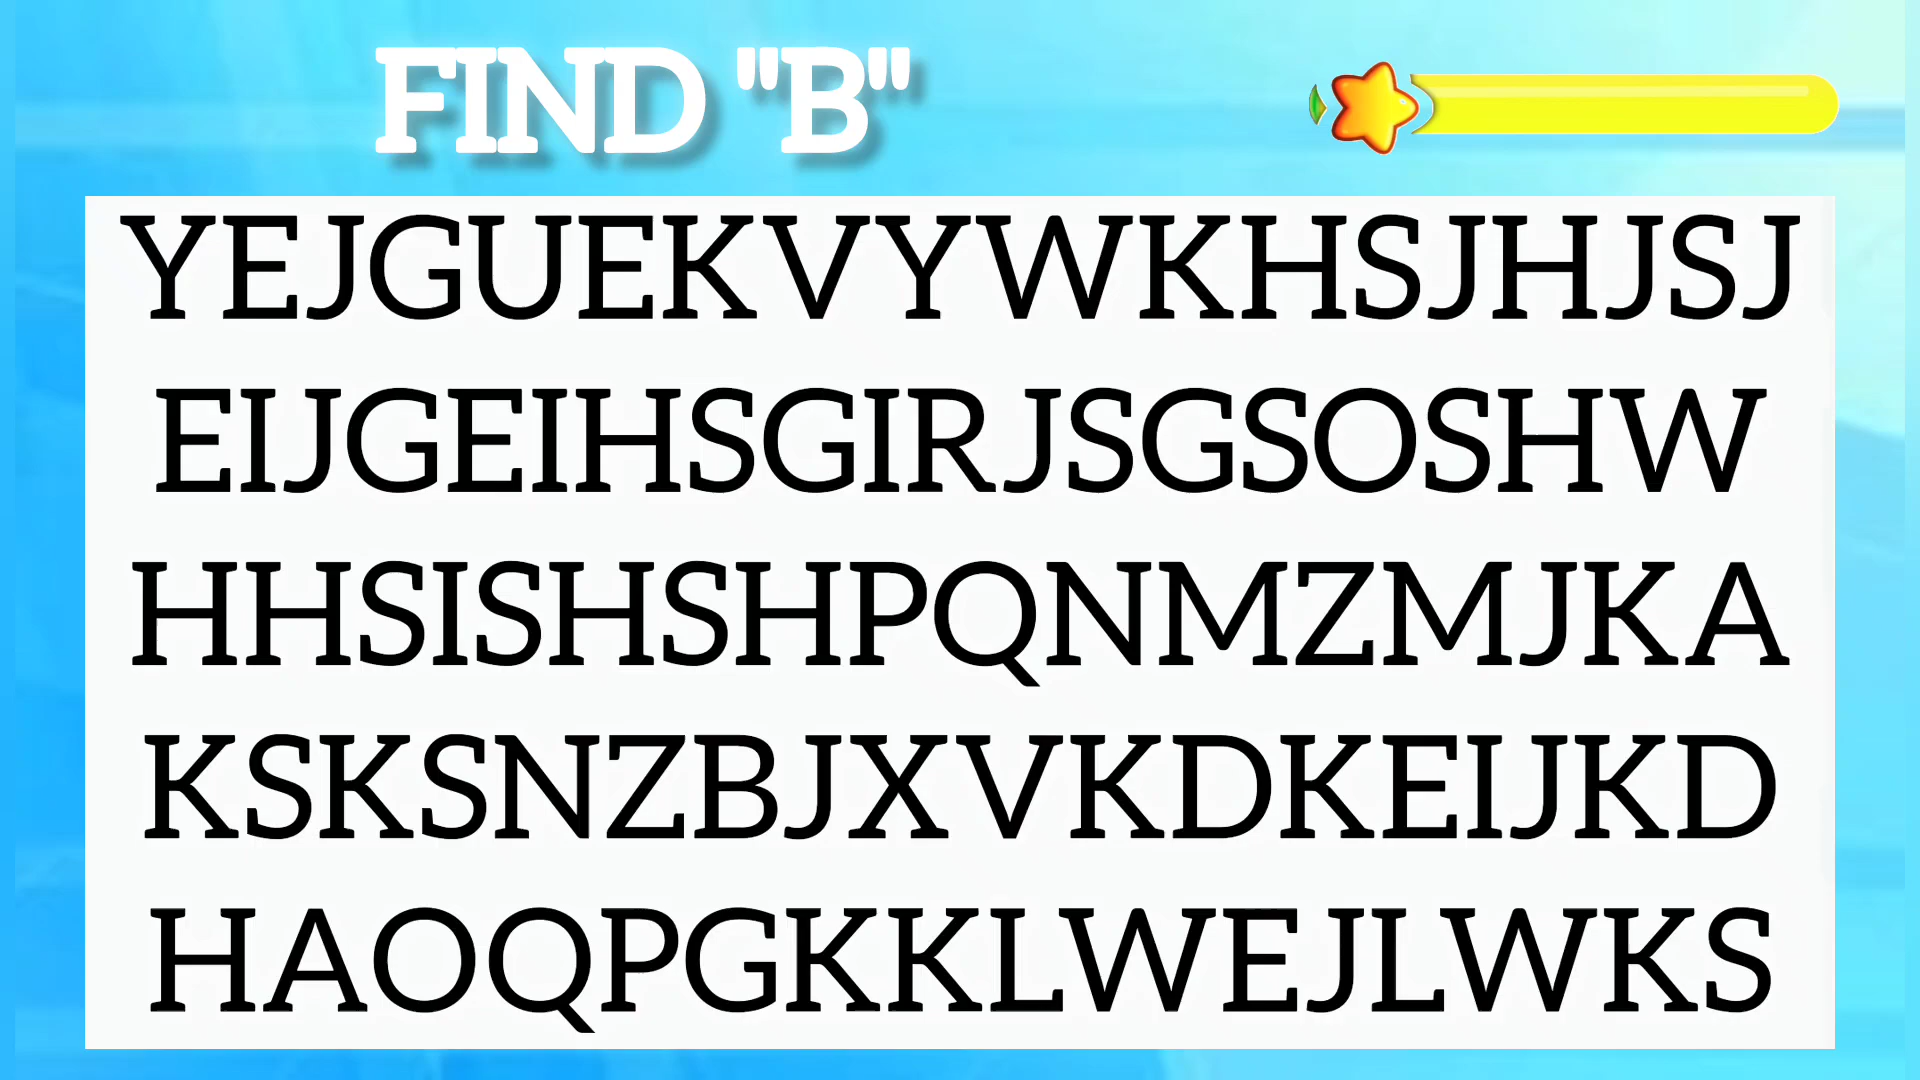 FIND "B"
YEJGUEKVYWKHSJHJSJ
EIJGEIHSGIRJSGSOSHW
HHSISHSHPQNMZMJKA
KSKSNZBJXVKDKEIJKD
HAOQPGKKLWEJLWKS